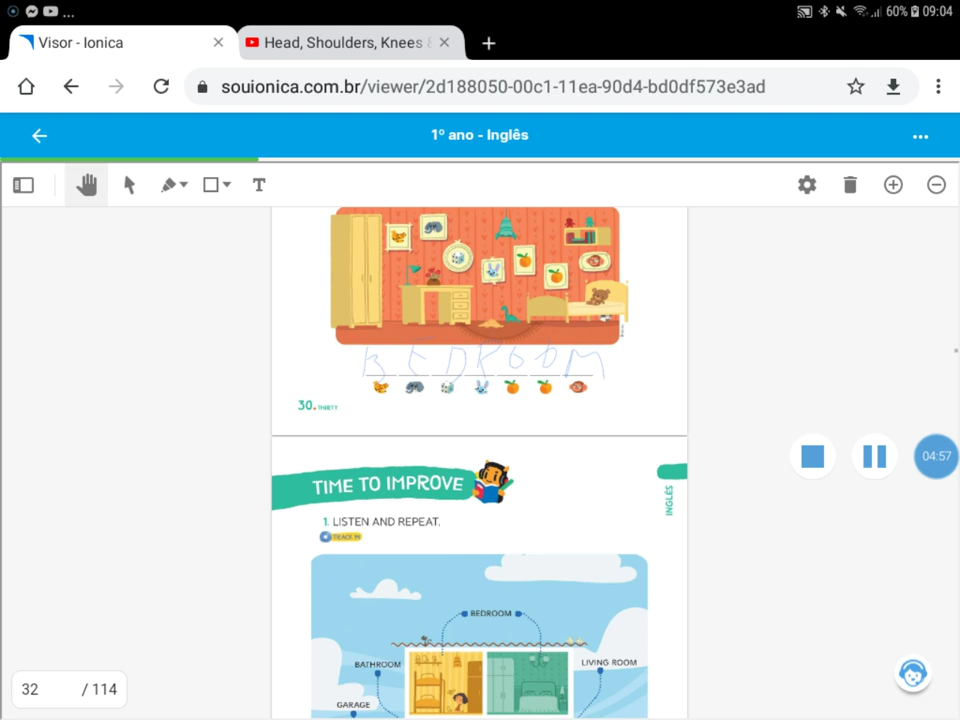 ... 60% 09:04
Visor - Ionica
Head, Shoulders, Knees &
souionica.com.br/viewer/2d188050-00c1-11ea-90d4-bd0df573e3ad
1º ano - Inglês
T
BEDROOM
30. THIRTY
TIME TO IMPROVE
INGLÊS
1. LISTEN AND REPEAT.
BEDROOM
BATHROOM
LIVING ROOM
GARAGE
32 / 114
04:57